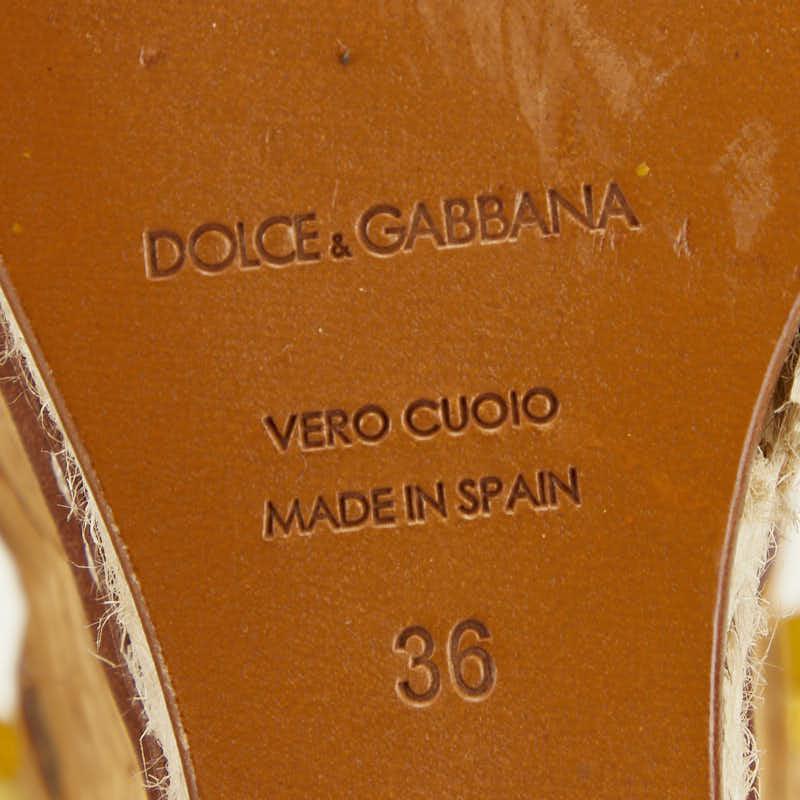 DOLCE & GABBANA
VERO CUOIO
MADE IN SPAIN
36